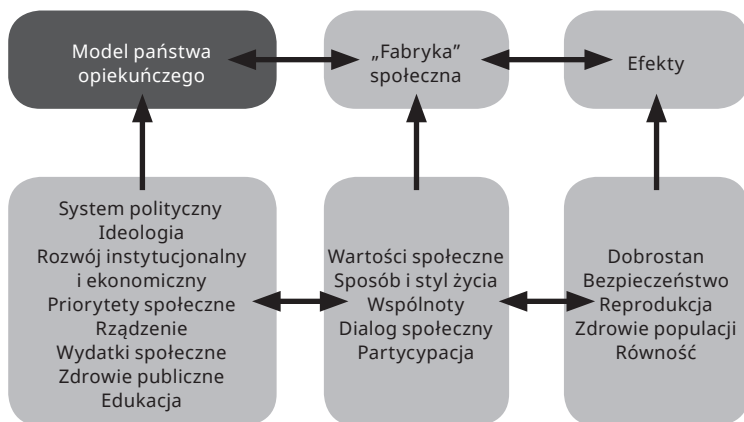 Model państwa
opiekuńczego
„Fabryka”
społeczna
Efekty
System polityczny
Ideologia
Rozwój instytucjonalny
i ekonomiczny
Priorytety społeczne
Rządzenie
Wydatki społeczne
Zdrowie publiczne
Edukacja
Wartości społeczne
Sposób i styl życia
Wspólnoty
Dialog społeczny
Partycypacja
Dobrostan
Bezpieczeństwo
Reprodukcja
Zdrowie populacji
Równość